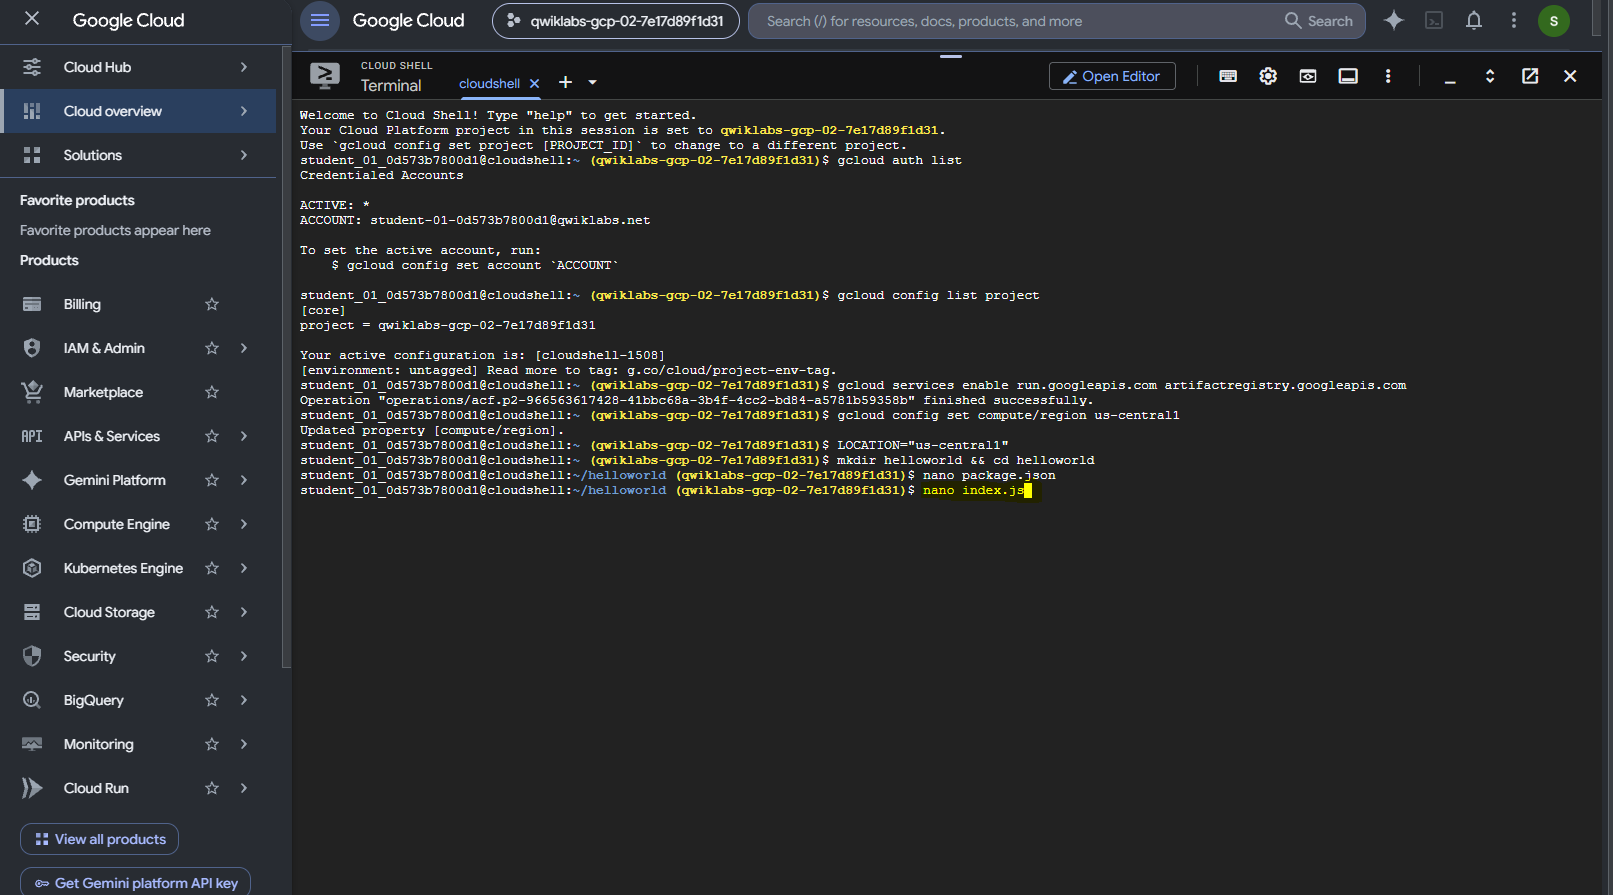 Google Cloud
Cloud Hub
Cloud overview
Solutions
Favorite products
Favorite products appear here
Products
Billing
IAM & Admin
Marketplace
API APIs & Services
Gemini Platform
Compute Engine
Kubernetes Engine
Cloud Storage
Security
BigQuery
Monitoring
Cloud Run
View all products
Get Gemini platform API key
Google Cloud
qwiklabs-gcp-02-7e17d89f1d31
Search (/) for resources, docs, products, and more
Search
S
CLOUD SHELL
Terminal
cloudshell
Open Editor
Welcome to Cloud Shell! Type "help" to get started.
Your Cloud Platform project in this session is set to qwiklabs-gcp-02-7e17d89f1d31.
Use `gcloud config set project [PROJECT_ID]` to change to a different project.
student_01_0d573b7800d1@cloudshell:~ (qwiklabs-gcp-02-7e17d89f1d31)$ gcloud auth list
Credentialed Accounts
ACTIVE: *
ACCOUNT: student-01-0d573b7800d1@qwiklabs.net
To set the active account, run:
$ gcloud config set account `ACCOUNT`
student_01_0d573b7800d1@cloudshell:~ (qwiklabs-gcp-02-7e17d89f1d31)$ gcloud config list project
[core]
project = qwiklabs-gcp-02-7e17d89f1d31
Your active configuration is: [cloudshell-1508]
[environment: untagged] Read more to tag: g.co/cloud/project-env-tag.
student_01_0d573b7800d1@cloudshell:~ (qwiklabs-gcp-02-7e17d89f1d31)$ gcloud services enable run.googleapis.com artifactregistry.googleapis.com
Operation "operations/acf.p2-966563617428-41bbc68a-3b4f-4cc2-bd84-a5781b59358b" finished successfully.
student_01_0d573b7800d1@cloudshell:~ (qwiklabs-gcp-02-7e17d89f1d31)$ gcloud config set compute/region us-central1
Updated property [compute/region].
student_01_0d573b7800d1@cloudshell:~ (qwiklabs-gcp-02-7e17d89f1d31)$ LOCATION="us-central1"
student_01_0d573b7800d1@cloudshell:~ (qwiklabs-gcp-02-7e17d89f1d31)$ mkdir helloworld && cd helloworld
student_01_0d573b7800d1@cloudshell:~/helloworld (qwiklabs-gcp-02-7e17d89f1d31)$ nano package.json
student_01_0d573b7800d1@cloudshell:~/helloworld (qwiklabs-gcp-02-7e17d89f1d31)$ nano index.js